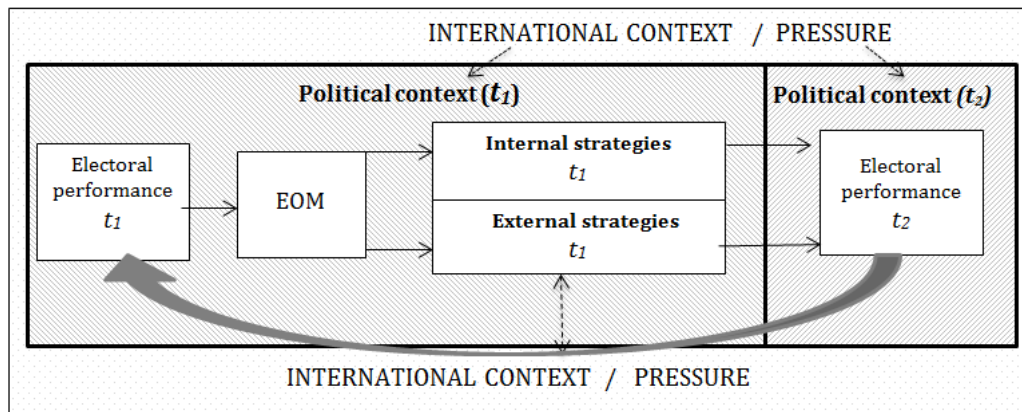 INTERNATIONAL CONTEXT / PRESSURE
Political context (t1)
Political context (t2)
Electoral
performance
t1
EOM
Internal strategies
t1
External strategies
t1
Electoral
performance
t2
INTERNATIONAL CONTEXT / PRESSURE